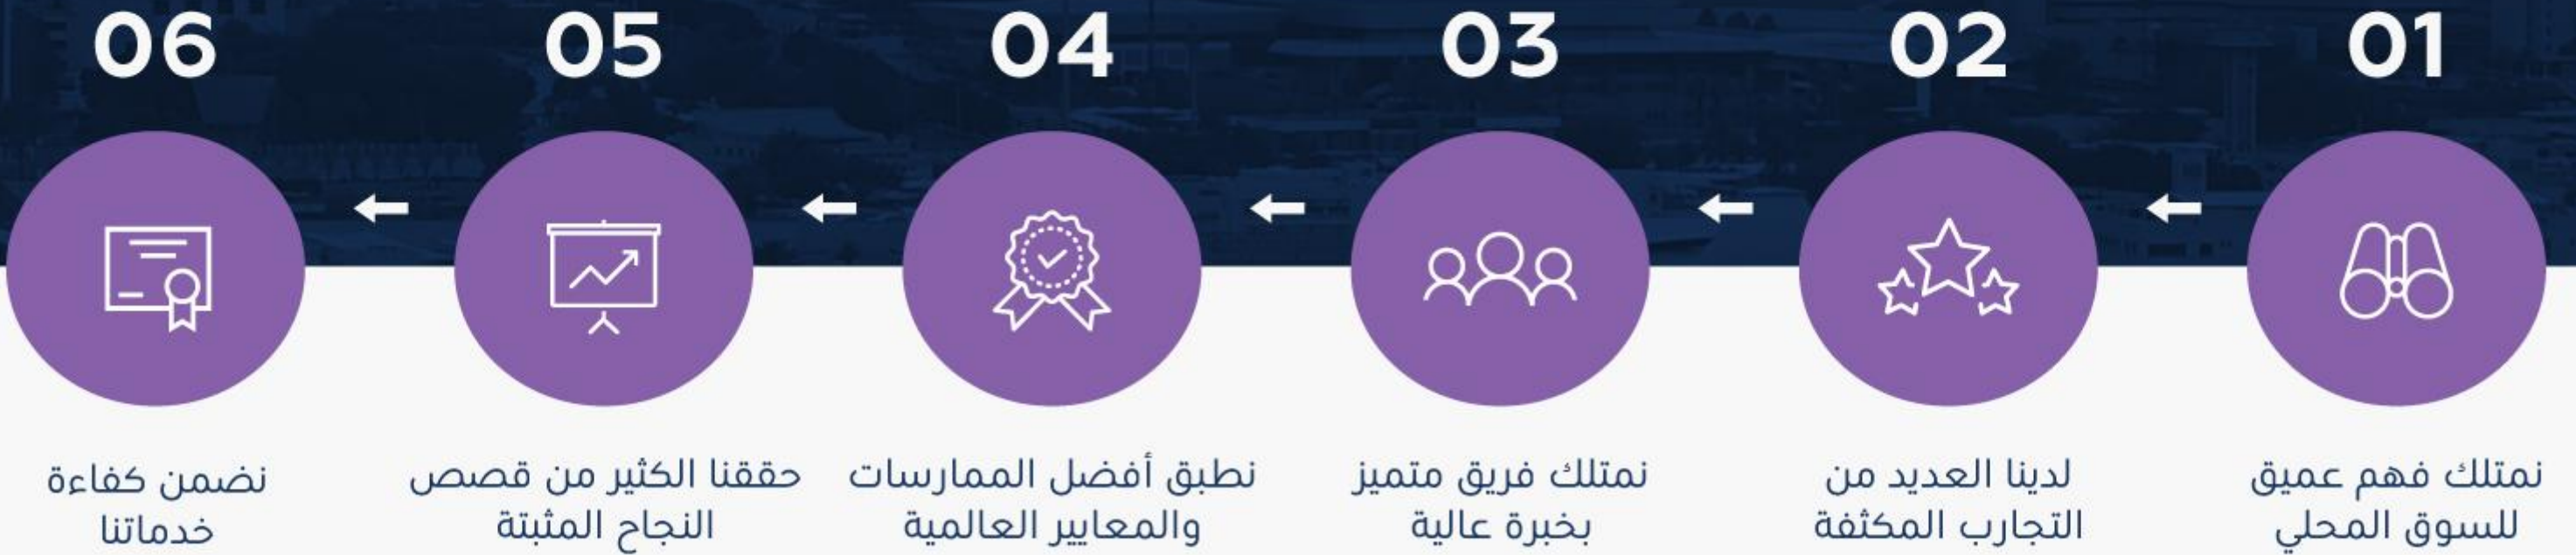 01
نمتلك فهم عميق
للسوق المحلي
02
لدينا العديد من
التجارب المكثفة
03
نمتلك فريق متميز
بخبرة عالية
04
نطبق أفضل الممارسات
والمعايير العالمية
05
حققنا الكثير من قصص
النجاح المثبتة
06
نضمن كفاءة
خدماتنا